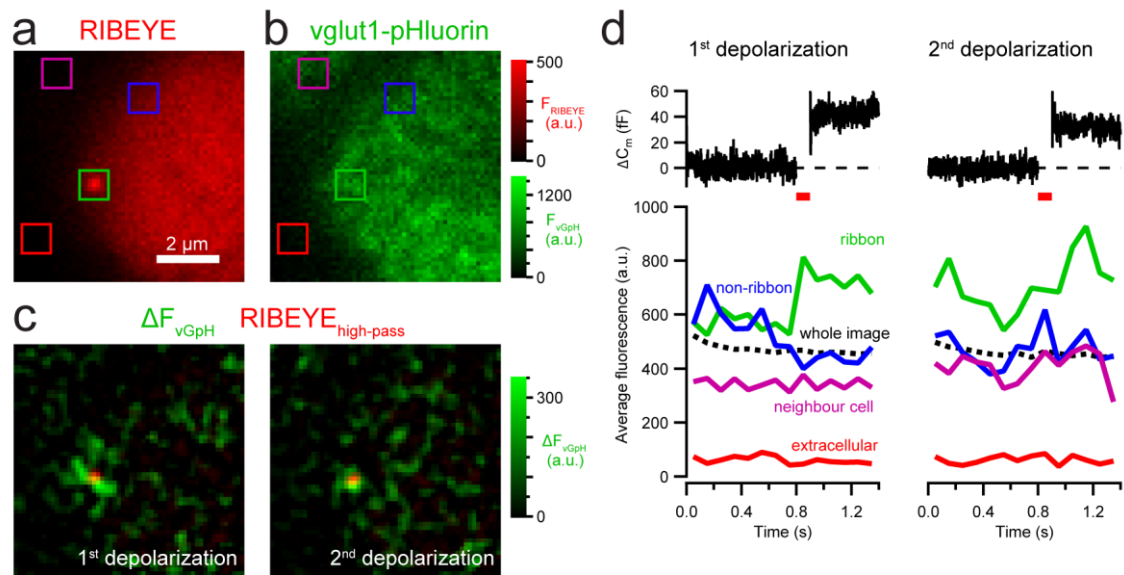 a RIBEYE
b vglut1-pHluorin
2 µm
500
F_RIBEYE
(a.u.)
0
1200
F_vGpH
(a.u.)
0
c ΔF_vGpH RIBEYE_high-pass
1st depolarization
2nd depolarization
300
ΔF_vGpH
(a.u.)
0
d
1st depolarization
2nd depolarization
ΔC_m (fF)
60
40
20
0
Average fluorescence (a.u.)
1000
800
600
400
200
0
ribbon
non-ribbon
whole image
neighbour cell
extracellular
0.0 0.4 0.8 1.2
Time (s)
0.0 0.4 0.8 1.2
Time (s)